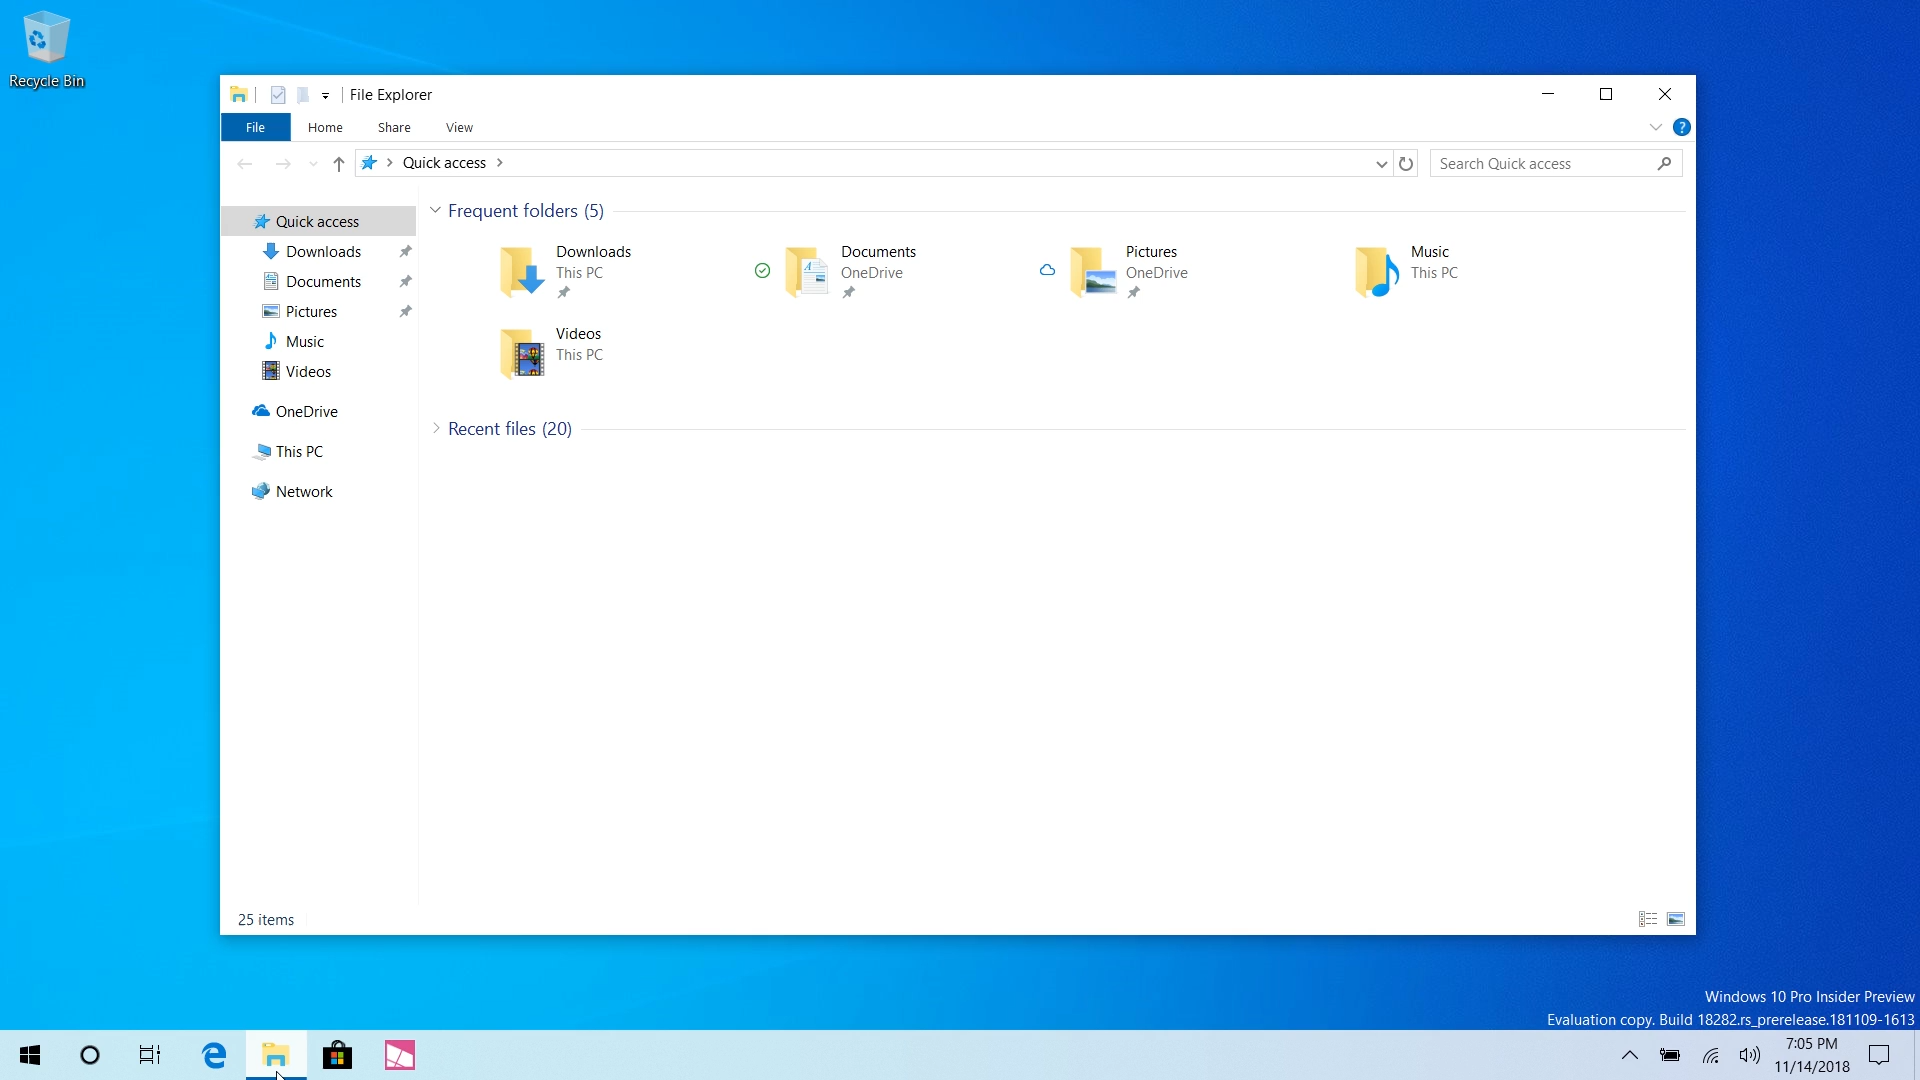 Recycle Bin
File Explorer
File Home Share View
Quick access
Search Quick access
Quick access
Downloads
Documents
Pictures
Music
Videos
OneDrive
This PC
Network
Frequent folders (5)
Downloads
This PC
Documents
OneDrive
Pictures
OneDrive
Music
This PC
Videos
This PC
Recent files (20)
25 items
Windows 10 Pro Insider Preview
Evaluation copy. Build 18282.rs_prerelease.181109-1613
7:05 PM
11/14/2018